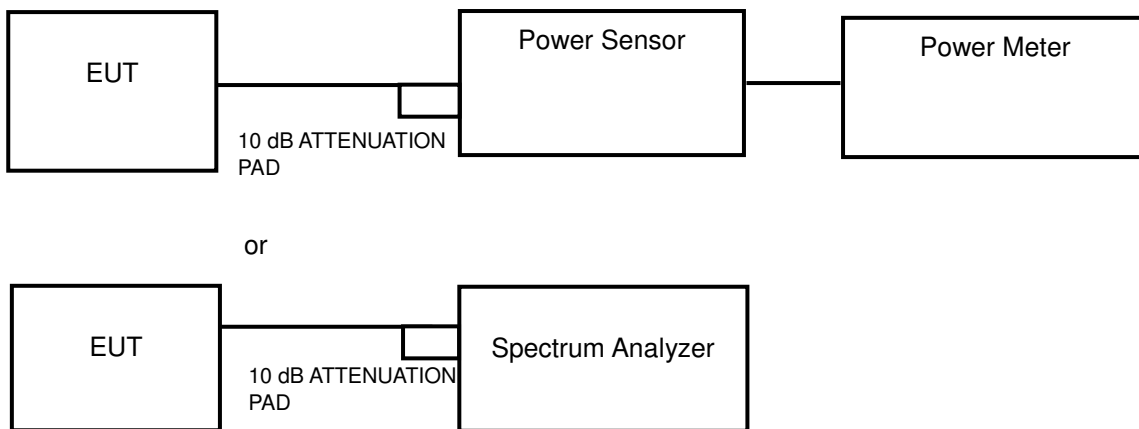 EUT
Power Sensor
Power Meter
10 dB ATTENUATION
PAD
or
EUT
Spectrum Analyzer
10 dB ATTENUATION
PAD